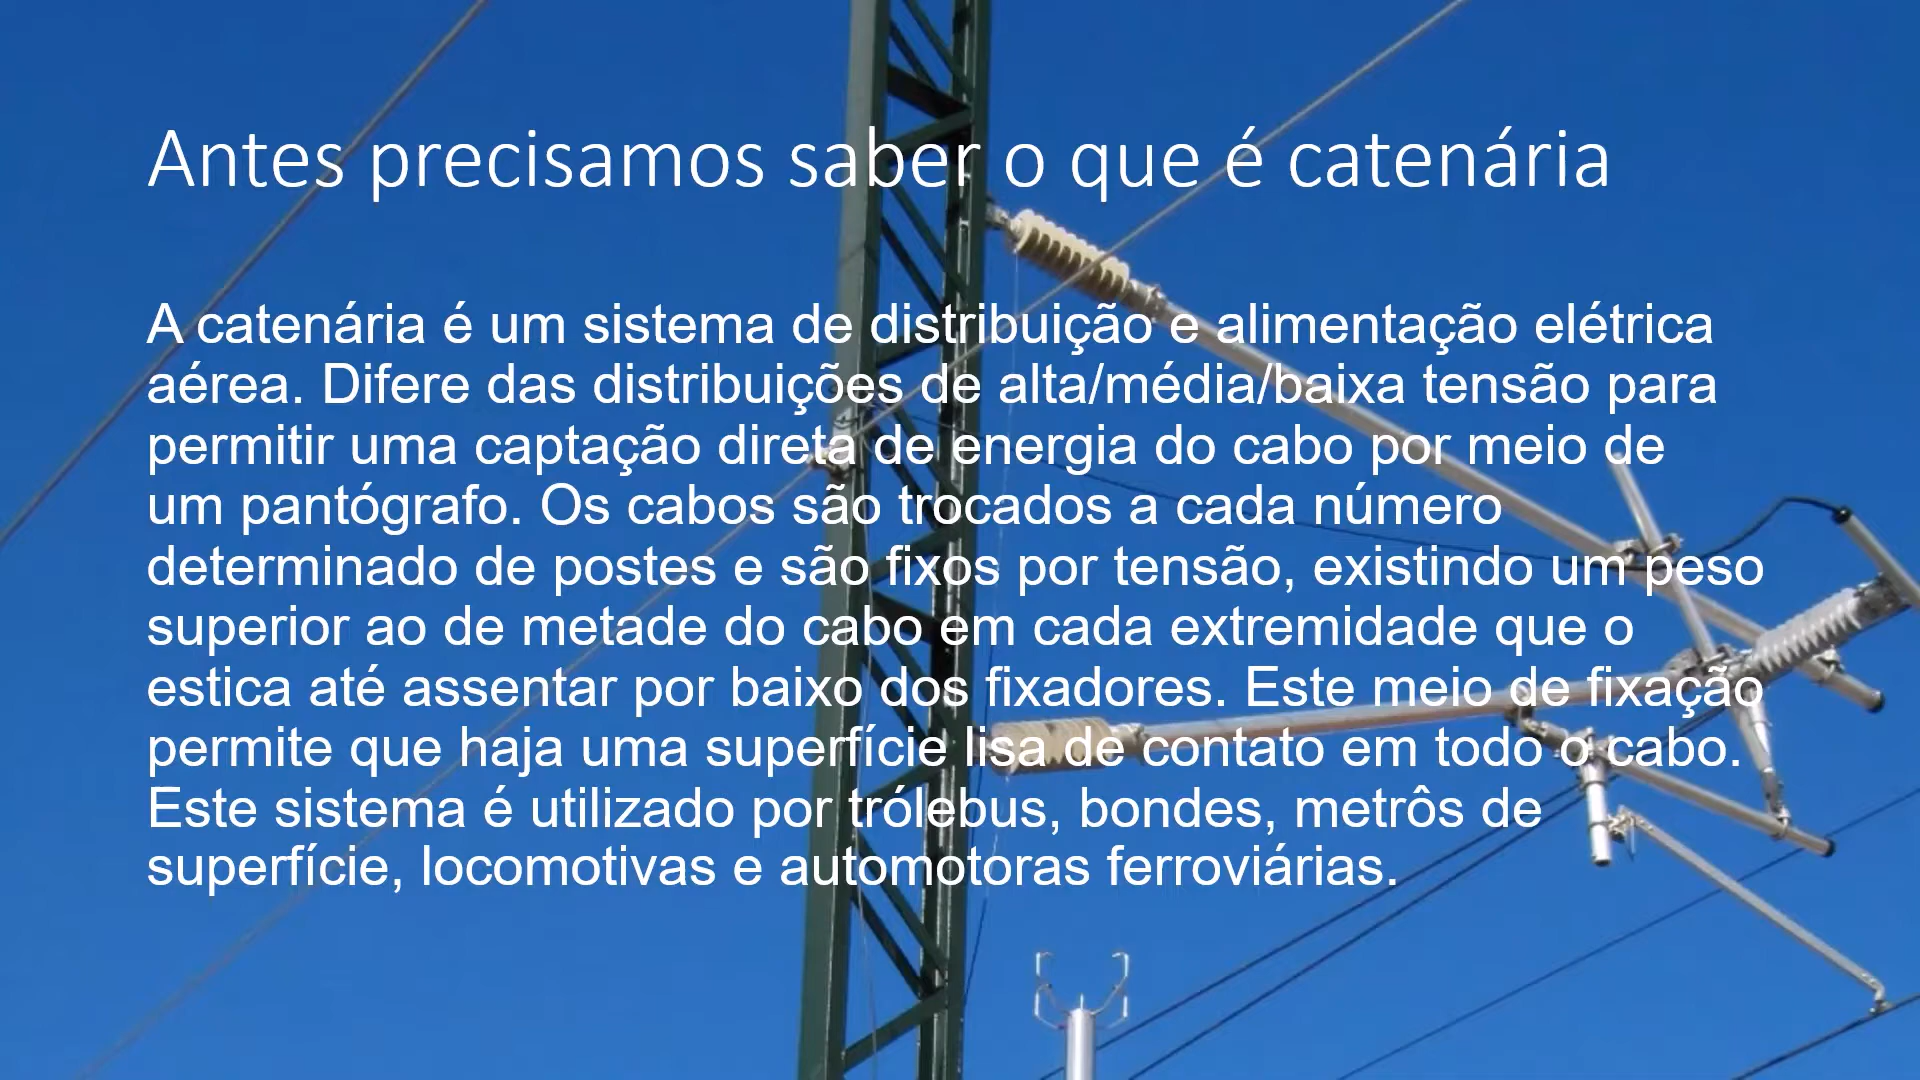 Antes precisamos saber o que é catenária
A catenária é um sistema de distribuição e alimentação elétrica
aérea. Difere das distribuições de alta/média/baixa tensão para
permitir uma captação direta de energia do cabo por meio de
um pantógrafo. Os cabos são trocados a cada número
determinado de postes e são fixos por tensão, existindo um peso
superior ao de metade do cabo em cada extremidade que o
estica até assentar por baixo dos fixadores. Este meio de fixação
permite que haja uma superfície lisa de contato em todo o cabo.
Este sistema é utilizado por trólebus, bondes, metrôs de
superfície, locomotivas e automotoras ferroviárias.